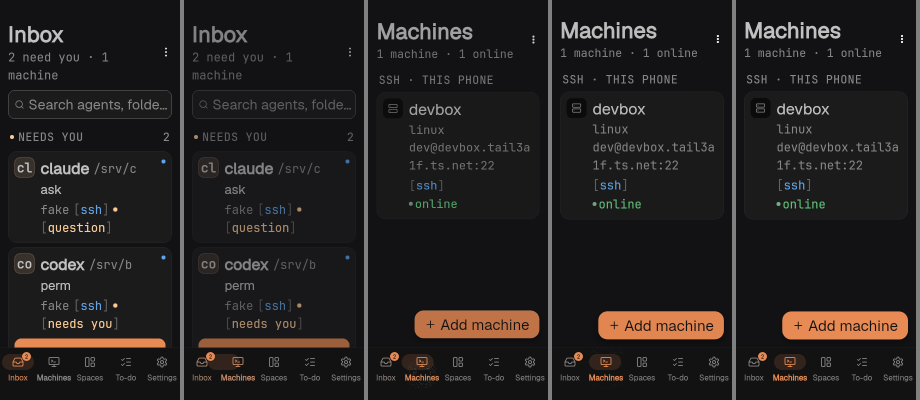 Inbox
2 need you · 1
machine
Search agents, folde...
NEEDS YOU 2
cl claude /srv/c
ask
fake [ssh]
[question]
co codex /srv/b
perm
fake [ssh]
[needs you]
2
Inbox Machines Spaces To-do Settings
Inbox
2 need you · 1
machine
Search agents, folde...
NEEDS YOU 2
cl claude /srv/c
ask
fake [ssh]
[question]
co codex /srv/b
perm
fake [ssh]
[needs you]
2
Inbox Machines Spaces To-do Settings
Machines
1 machine · 1 online
SSH · THIS PHONE
devbox
linux
dev@devbox.tail3a
1f.ts.net:22
[ssh]
online
+ Add machine
2
Inbox Machines Spaces To-do Settings
Machines
1 machine · 1 online
SSH · THIS PHONE
devbox
linux
dev@devbox.tail3a
1f.ts.net:22
[ssh]
online
+ Add machine
2
Inbox Machines Spaces To-do Settings
Machines
1 machine · 1 online
SSH · THIS PHONE
devbox
linux
dev@devbox.tail3a
1f.ts.net:22
[ssh]
online
+ Add machine
2
Inbox Machines Spaces To-do Settings